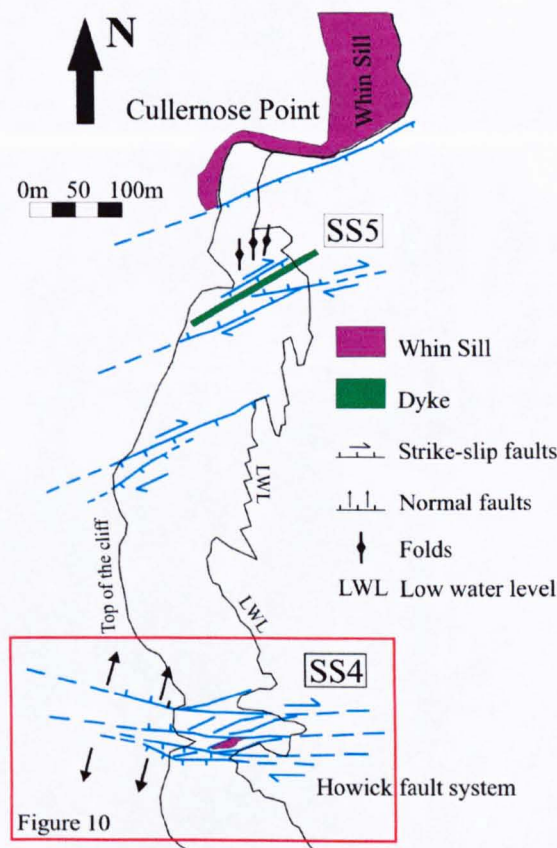 N
Whin Sill
Cullernose Point
0m 50 100m
SS5
Whin Sill
Dyke
Strike-slip faults
Normal faults
Folds
LWL Low water level
LWL
Top of the cliff
LWL
SS4
Howick fault system
Figure 10